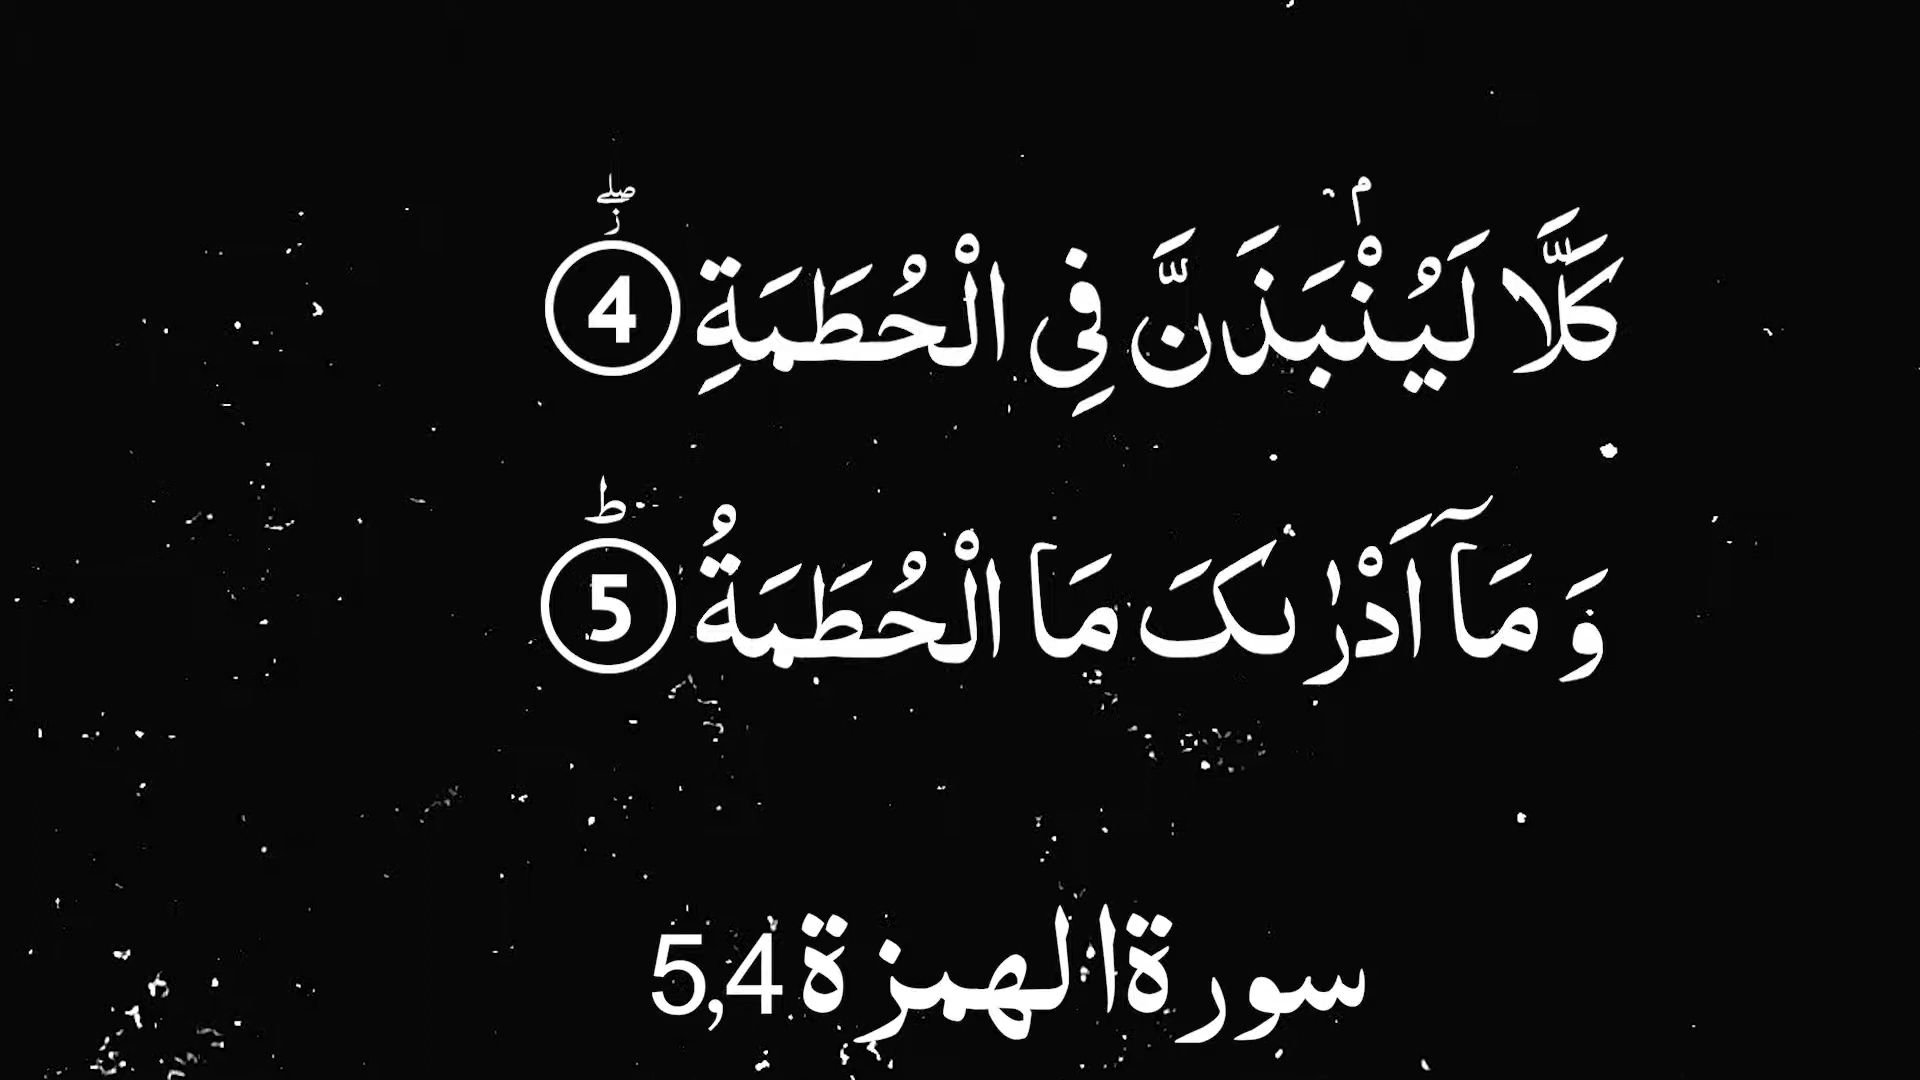 كَلَّا لَيُنْۢبَذَنَّ فِي الْحُطَمَةِ ۖ ز 4
وَ مَاۤ اَدْرٰىكَ مَا الْحُطَمَةُ ؕ 5
سورة الهمزة 5,4